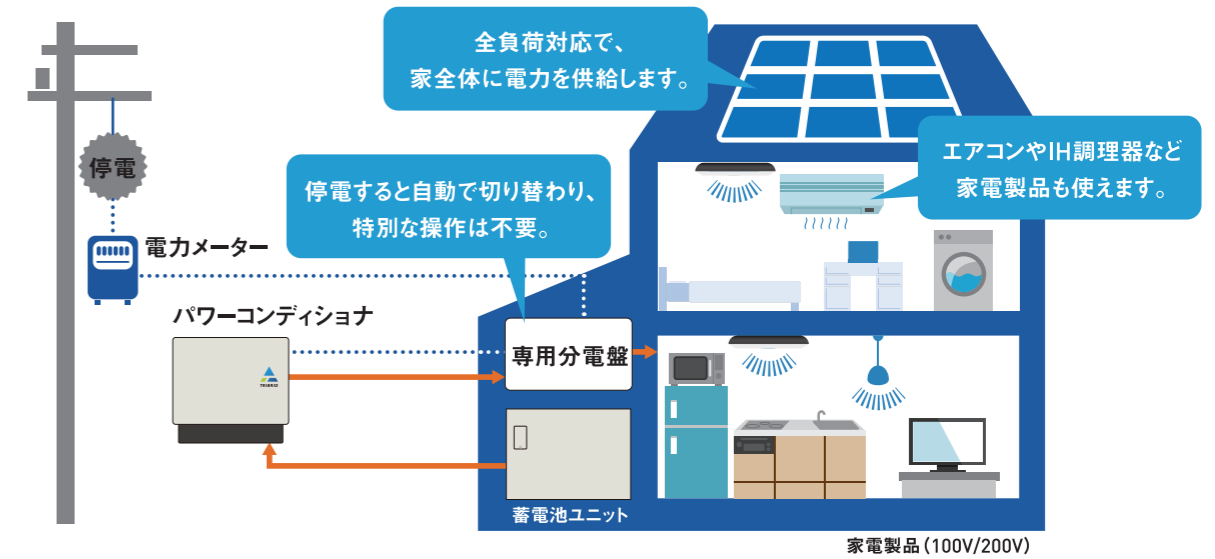 全負荷対応で、
家全体に電力を供給します。
エアコンやIH調理器など
家電製品も使えます。
停電
停電すると自動で切り替わり、
特別な操作は不要。
電力メーター
パワーコンディショナ
TRIBRID
専用分電盤
蓄電池ユニット
家電製品(100V/200V)